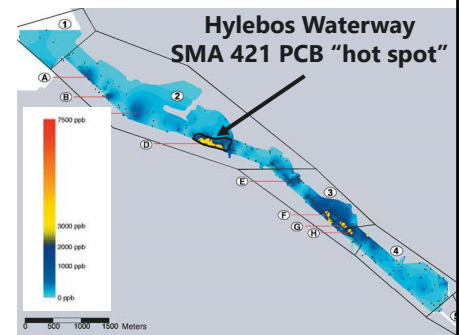 Hylebos Waterway
SMA 421 PCB “hot spot”
1
A
B
2
D
E
3
F
G
H
4
5
7500 ppb
3000 ppb
2000 ppb
1000 ppb
0 ppb
0 500 1000 1500 Meters